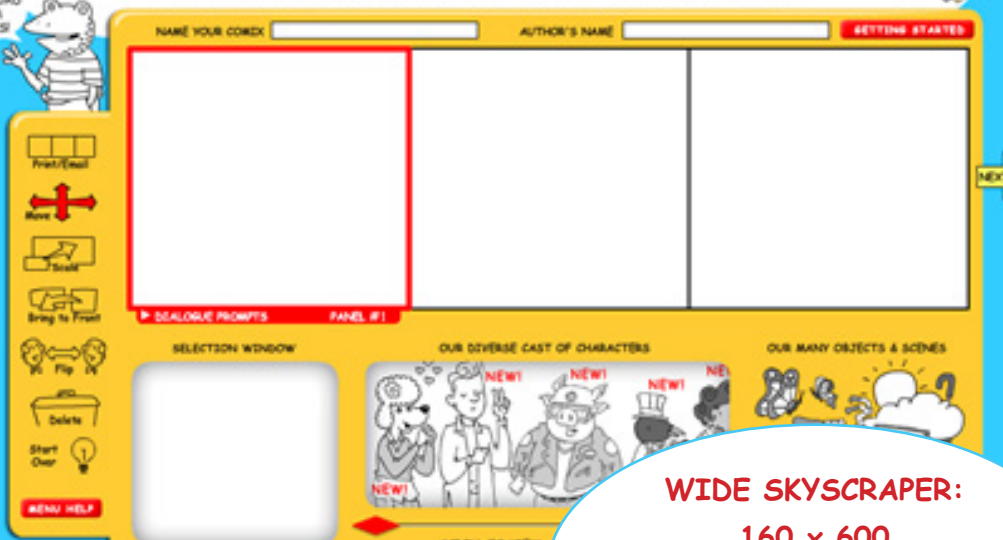 NAME YOUR COMIX
AUTHOR'S NAME
GETTING STARTED
Print/Email
Move
Scale
Bring to Front
Flip
Delete
Start
Over
MENU HELP
NEXT
DIALOGUE PROMPTS
PANEL #1
SELECTION WINDOW
OUR DIVERSE CAST OF CHARACTERS
OUR MANY OBJECTS & SCENES
NEW!
NEW!
NEW!
NEW!
WIDE SKYSCRAPER:
160 x 600